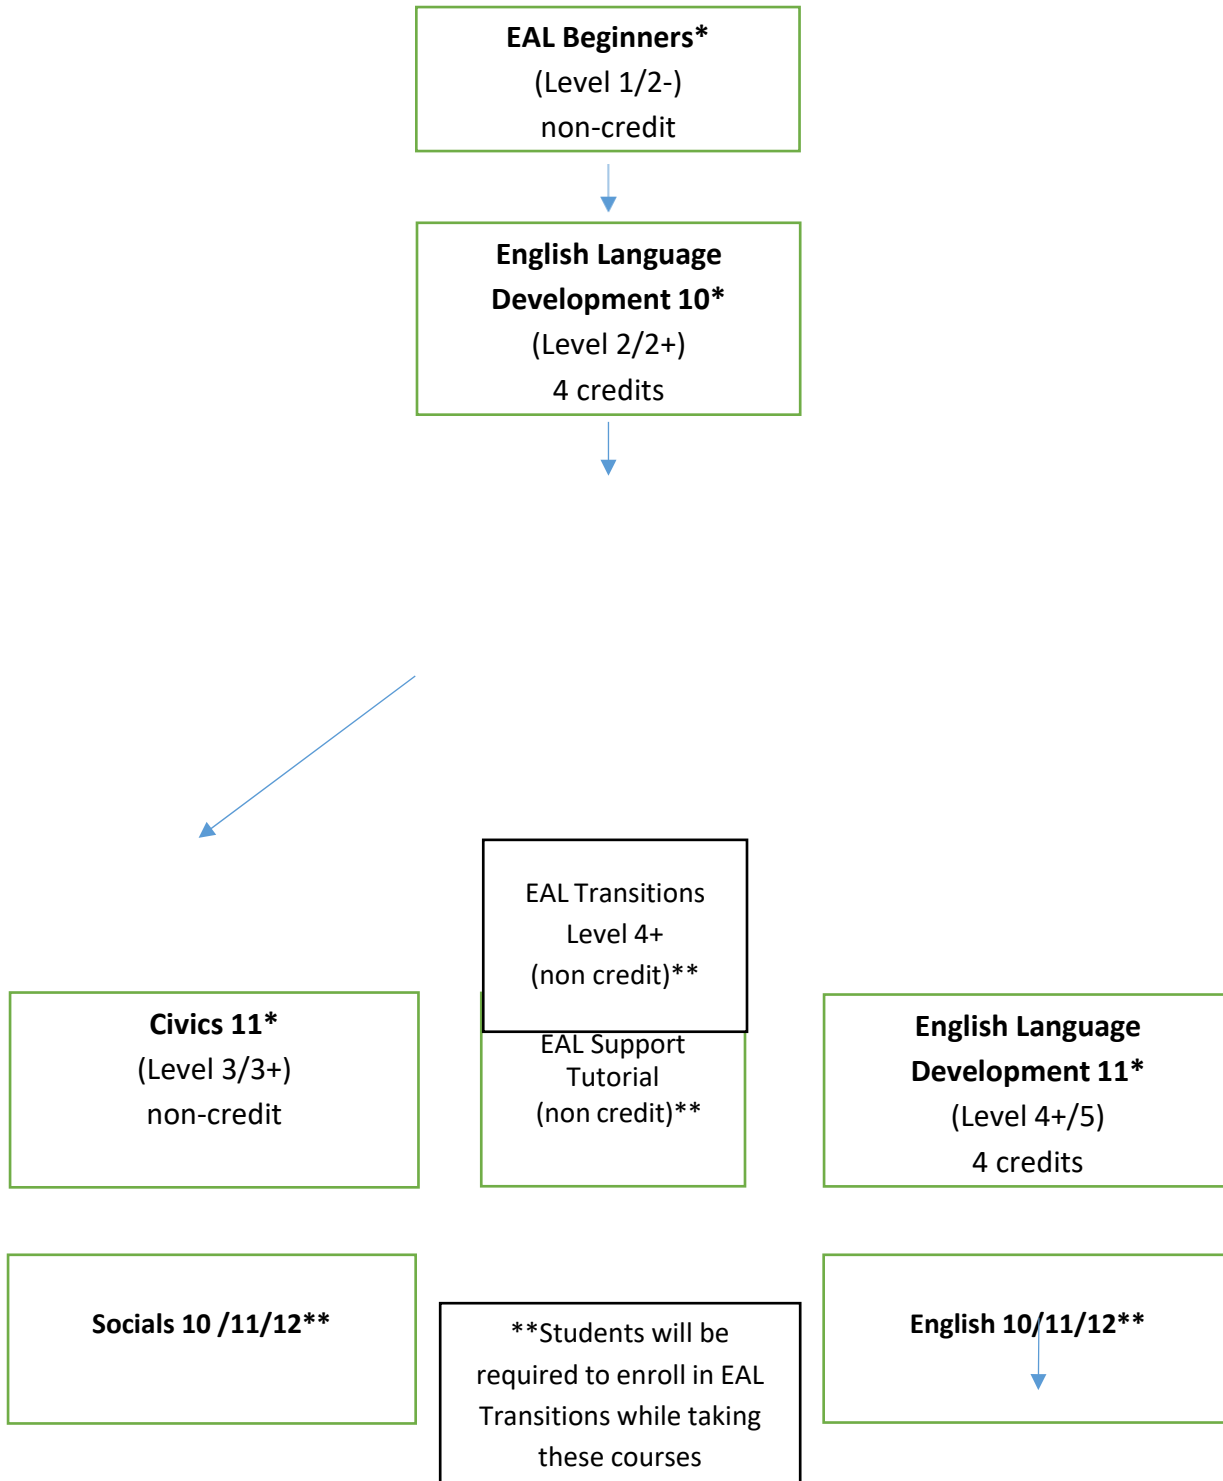 EAL Beginners*
(Level 1/2-)
non-credit
English Language
Development 10*
(Level 2/2+)
4 credits
EAL Transitions
Level 4+
(non credit)**
Civics 11*
(Level 3/3+)
non-credit
EAL Support
Tutorial
(non credit)**
English Language
Development 11*
(Level 4+/5)
4 credits
Socials 10 /11/12**
**Students will be
required to enroll in EAL
Transitions while taking
these courses
English 10/11/12**